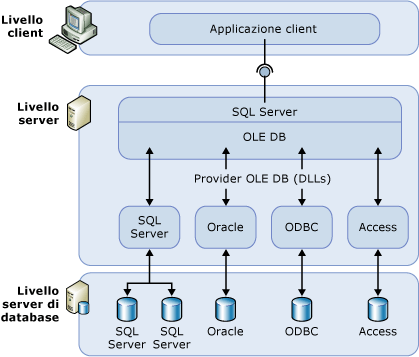 Livello
client
Applicazione client
Livello
server
SQL Server
OLE DB
Provider OLE DB (DLLs)
SQL
Server
Oracle
ODBC
Access
Livello
server di
database
SQL
Server
SQL
Server
Oracle
ODBC
Access